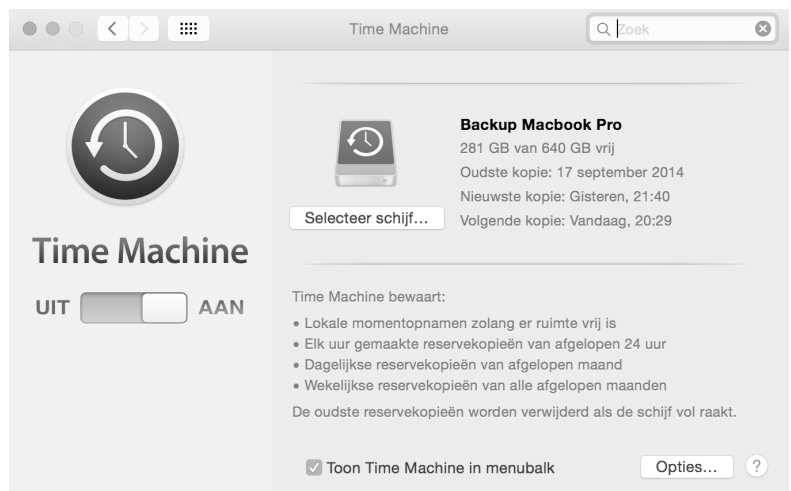 Time Machine
Zoek
Time Machine
UIT AAN
Backup Macbook Pro
281 GB van 640 GB vrij
Oudste kopie: 17 september 2014
Nieuwste kopie: Gisteren, 21:40
Volgende kopie: Vandaag, 20:29
Selecteer schijf...
Time Machine bewaart:
• Lokale momentopnamen zolang er ruimte vrij is
• Elk uur gemaakte reservekopieën van afgelopen 24 uur
• Dagelijkse reservekopieën van afgelopen maand
• Wekelijkse reservekopieën van alle afgelopen maanden
De oudste reservekopieën worden verwijderd als de schijf vol raakt.
Toon Time Machine in menubalk
Opties... ?